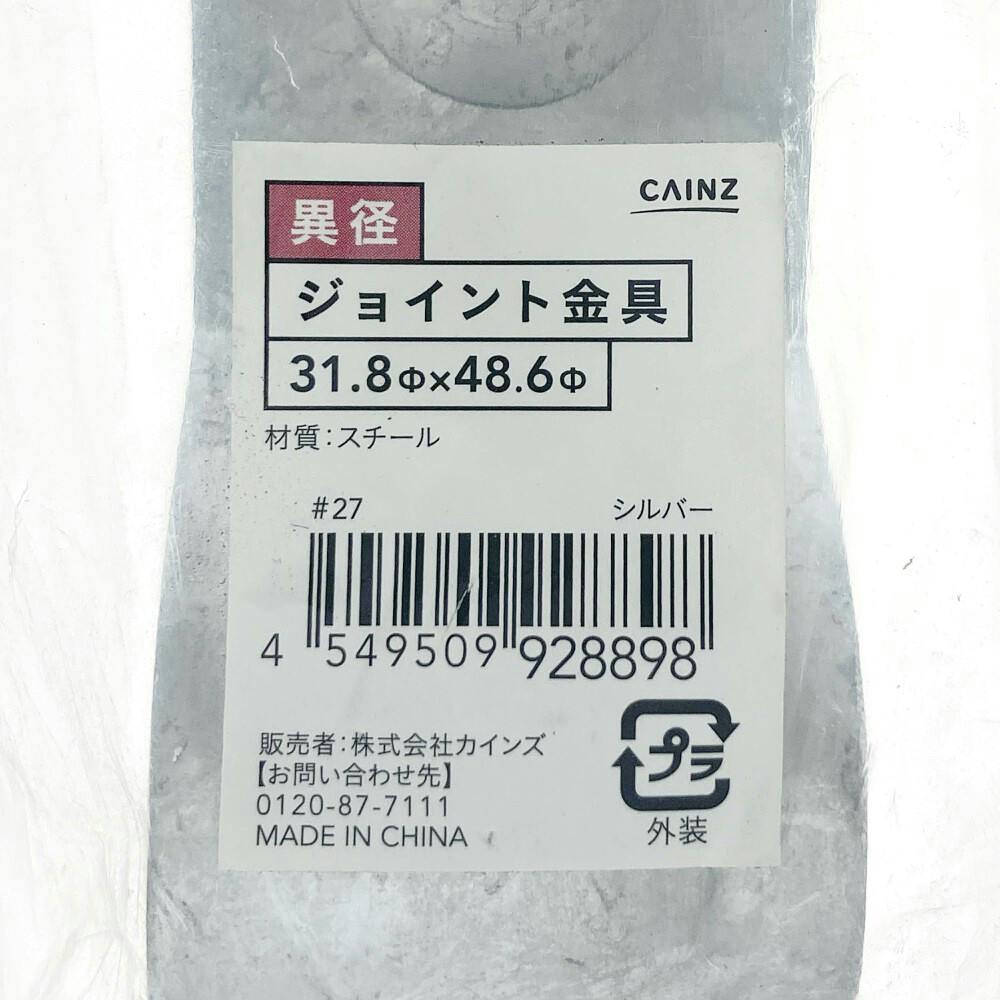 CAINZ
異径
ジョイント金具
31.8Φ×48.6Φ
材質:スチール
#27 シルバー
4 549509 928898
販売者:株式会社カインズ
【お問い合わせ先】
0120-87-7111
MADE IN CHINA
プラ
外装